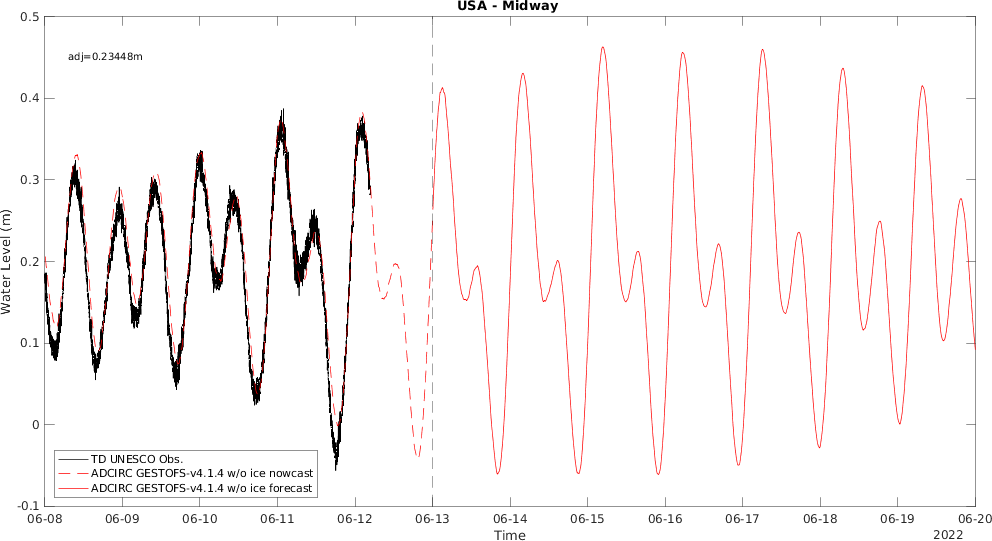 USA - Midway
0.5
adj=0.23448m
0.4
0.3
0.2
0.1
0
-0.1
Water Level (m)
TD UNESCO Obs.
ADCIRC GESTOFS-v4.1.4 w/o ice nowcast
ADCIRC GESTOFS-v4.1.4 w/o ice forecast
06-08 06-09 06-10 06-11 06-12 06-13 06-14 06-15 06-16 06-17 06-18 06-19 06-20
Time
2022